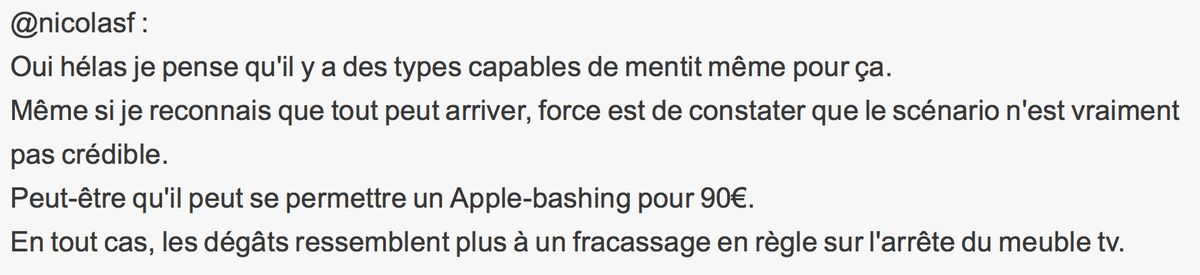 @nicolasf :
Oui hélas je pense qu'il y a des types capables de mentit même pour ça.
Même si je reconnais que tout peut arriver, force est de constater que le scénario n'est vraiment
pas crédible.
Peut-être qu'il peut se permettre un Apple-bashing pour 90€.
En tout cas, les dégâts ressemblent plus à un fracassage en règle sur l'arrête du meuble tv.